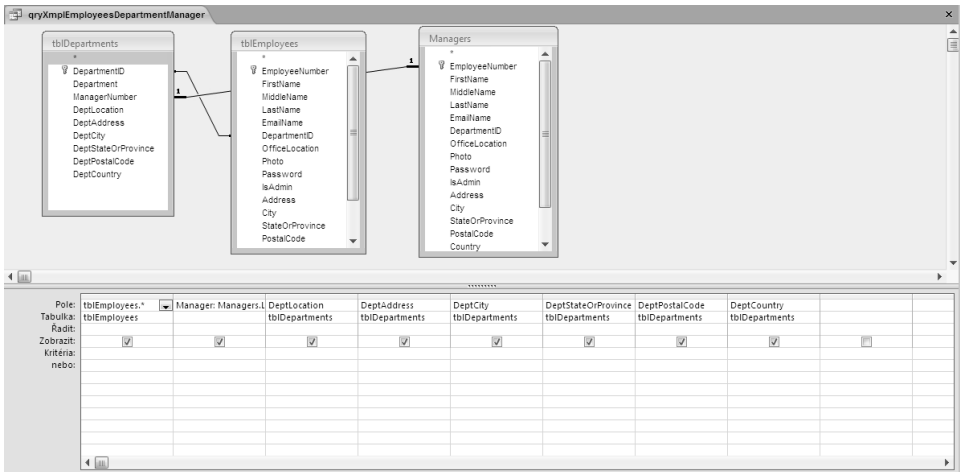 qryXmplEmployeesDepartmentManager
tblDepartments
*
DepartmentID
Department
ManagerNumber
DeptLocation
DeptAddress
DeptCity
DeptStateOrProvince
DeptPostalCode
DeptCountry
1
tblEmployees
*
EmployeeNumber
FirstName
MiddleName
LastName
EmailName
DepartmentID
OfficeLocation
Photo
Password
IsAdmin
Address
City
StateOrProvince
PostalCode
1
Managers
*
EmployeeNumber
FirstName
MiddleName
LastName
EmailName
DepartmentID
OfficeLocation
Photo
Password
IsAdmin
Address
City
StateOrProvince
PostalCode
Country
Pole: tblEmployees.* Manager: Managers.L DeptLocation DeptAddress DeptCity DeptStateOrProvince DeptPostalCode DeptCountry
Tabulka: tblEmployees tblDepartments tblDepartments tblDepartments tblDepartments tblDepartments tblDepartments
Řadit:
Zobrazit:
Kritéria:
nebo: